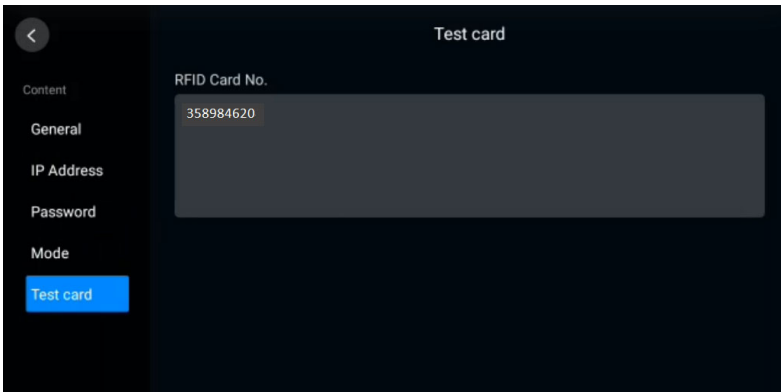 Test card
Content
General
IP Address
Password
Mode
Test card
RFID Card No.
358984620